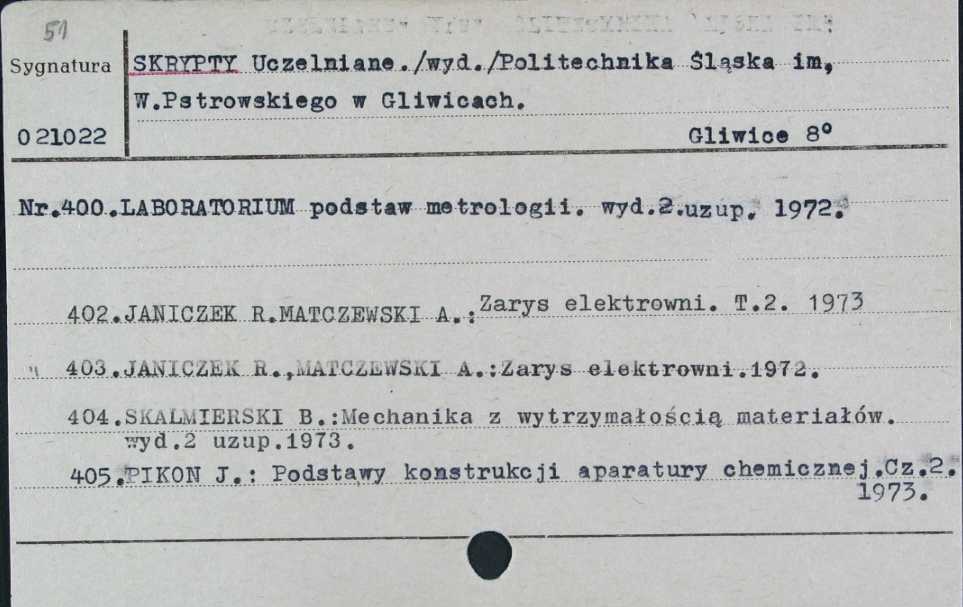 51
Sygnatura
SKRYPTY Uczelniane./wyd./Politechnika Śląska im,
W.Pstrowskiego w Gliwicach.
021022
Gliwice 8°
Nr.400.LABORATORIUM podstaw metrologii. wyd.2.uzup. 1972.
402.JANICZEK R.MATCZEWSKI A.:Zarys elektrowni. T.2. 1973
" 403.JANICZEK R.,MATCZEWSKI A.:Zarys elektrowni.1972.
404.SKALMIERSKI B.:Mechanika z wytrzymałością materiałów.
wyd.2 uzup.1973.
405.PIKON J.: Podstawy konstrukcji aparatury chemicznej.Cz.2.
1973.